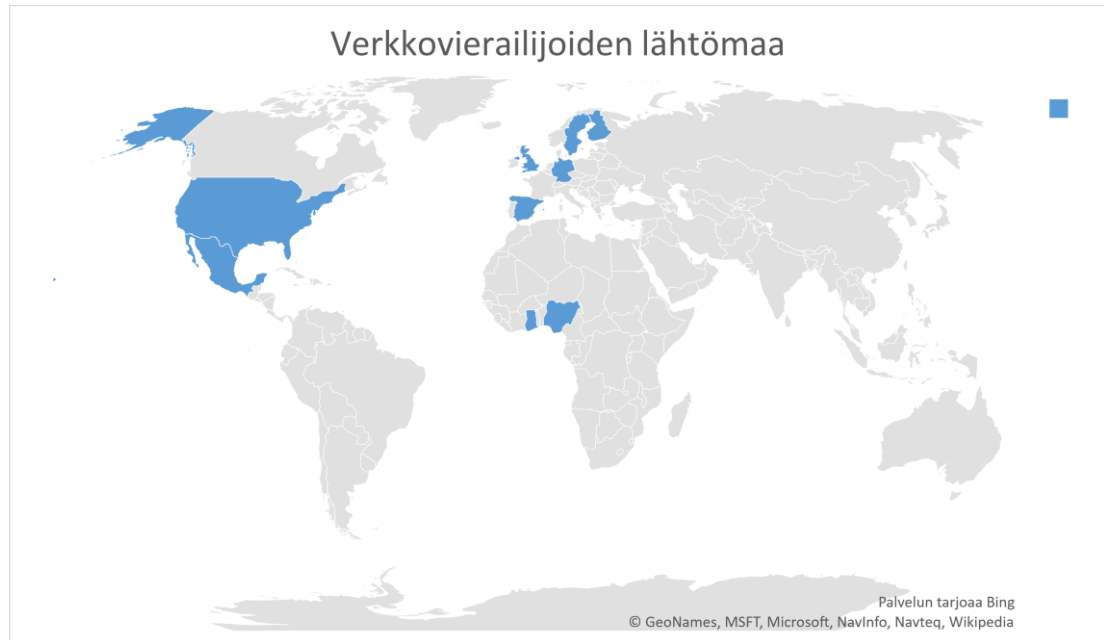 Verkkovierailijoiden lähtömaa
Palvelun tarjoaa Bing
© GeoNames, MSFT, Microsoft, NavInfo, Navteq, Wikipedia